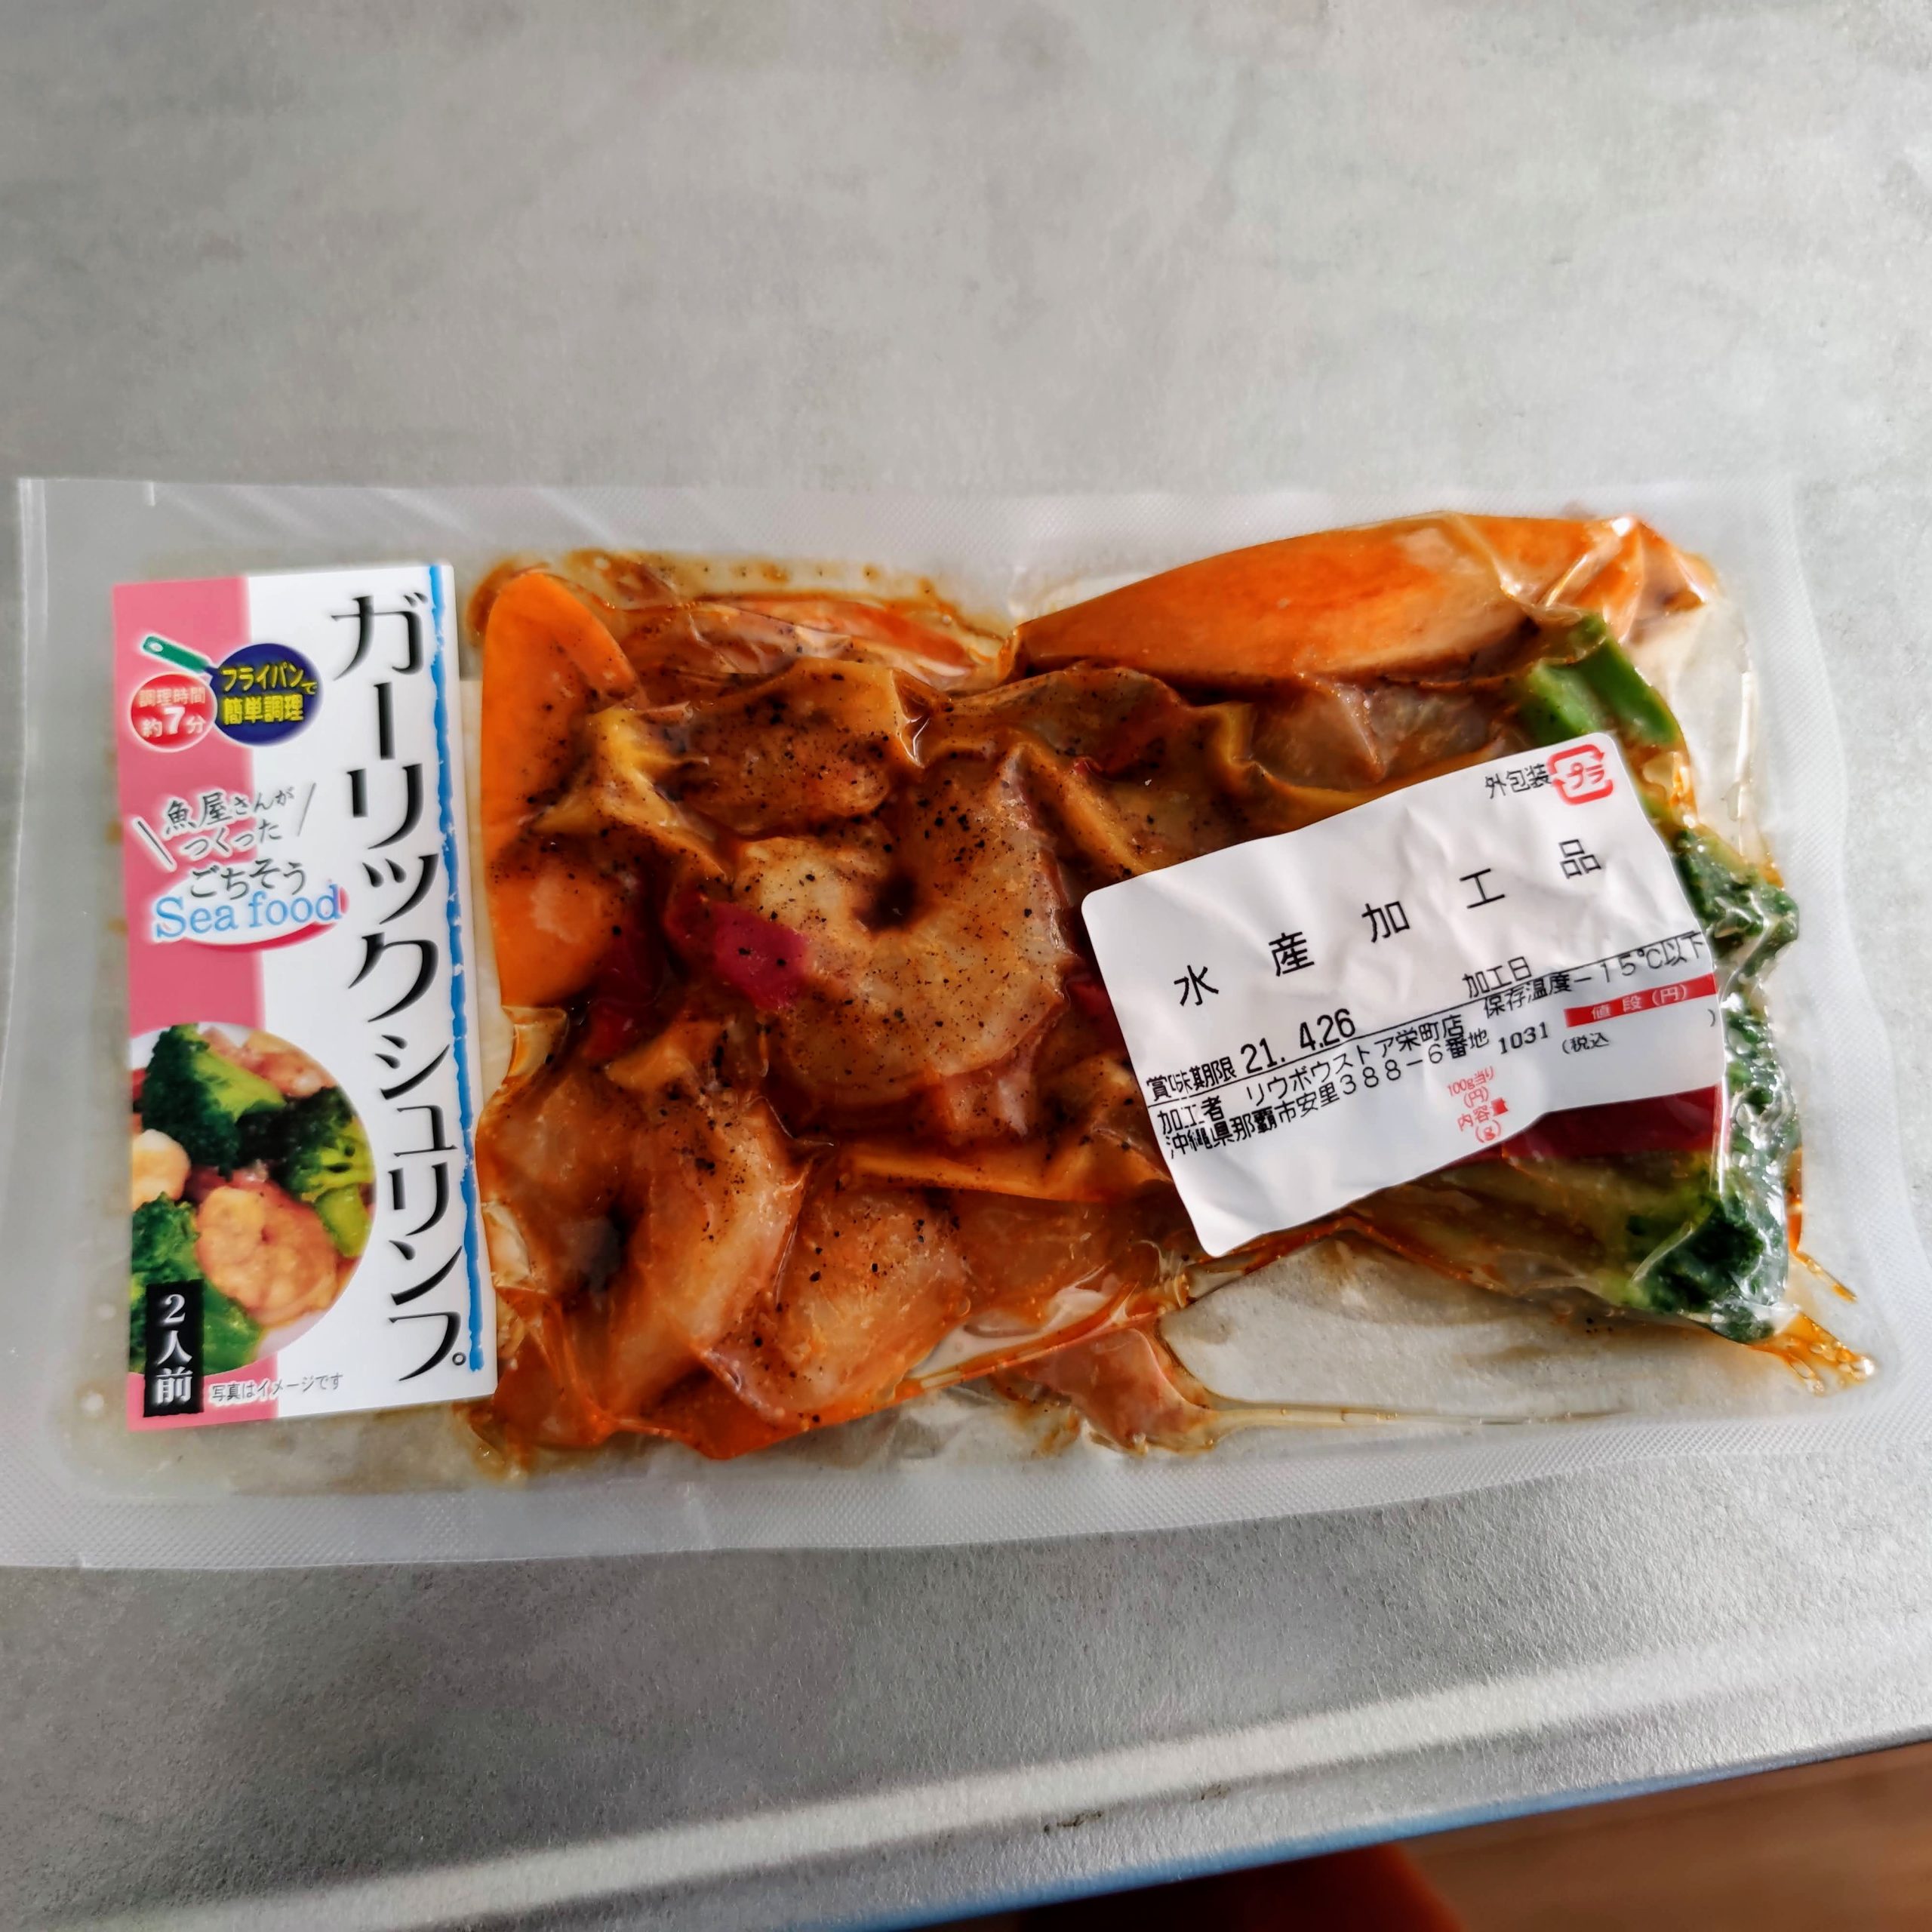 ガーリックシュリンプ
フライパンで
簡単調理
調理時間
約7分
魚屋さんが
つくった
ごちそう
Sea food
2人前
写真はイメージです
外包装 プラ
水産加工品
加工日
賞味期限 21. 4.26 保存温度-15℃以下
加工者 リウボウストア栄町店
沖縄県那覇市安里388-6番地 1031
値段(円)
(税込 )
100g当り
(円)
内容量
(g)